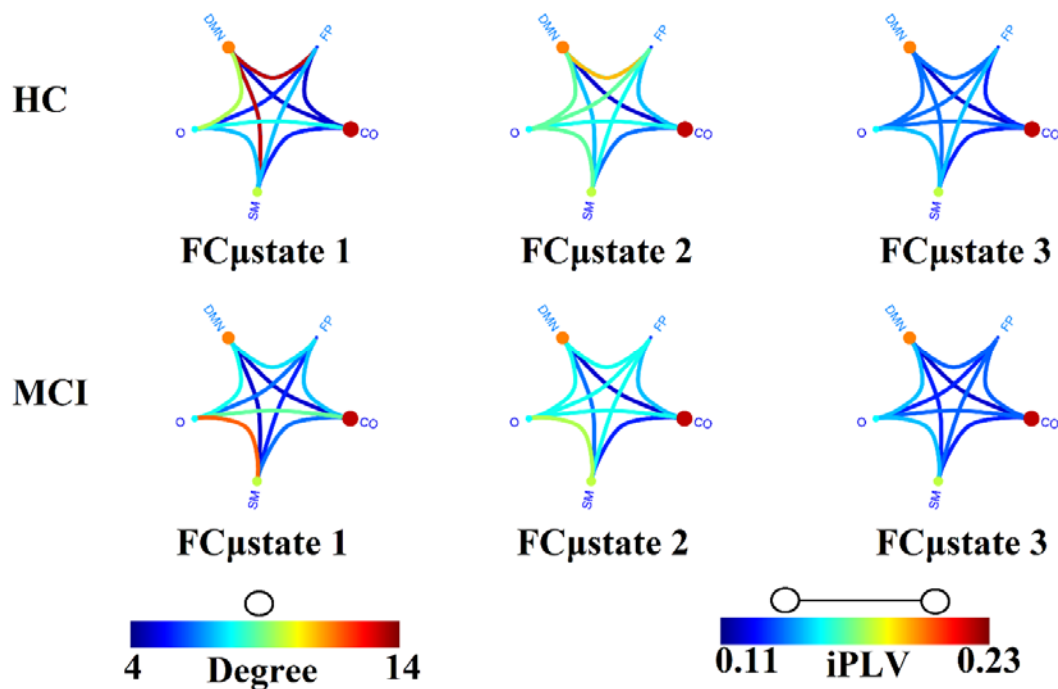 DMN FP DMN FP DMN FP
HC
O CO O CO O CO
SM SM SM
FCμstate 1 FCμstate 2 FCμstate 3
DMN FP DMN FP DMN FP
MCI
O CO O CO O CO
SM SM SM
FCμstate 1 FCμstate 2 FCμstate 3
4 Degree 14 0.11 iPLV 0.23